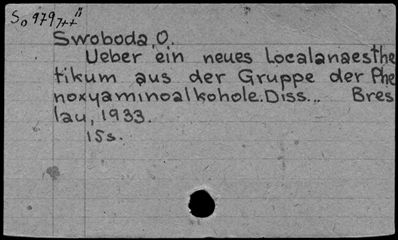 So 979,++"
Swoboda, O.
Ueber ein neues Localanaesthe
tikum aus der Gruppe der Phe
noxyaminoalkohole. Diss... Bres
lau, 1933.
15s.